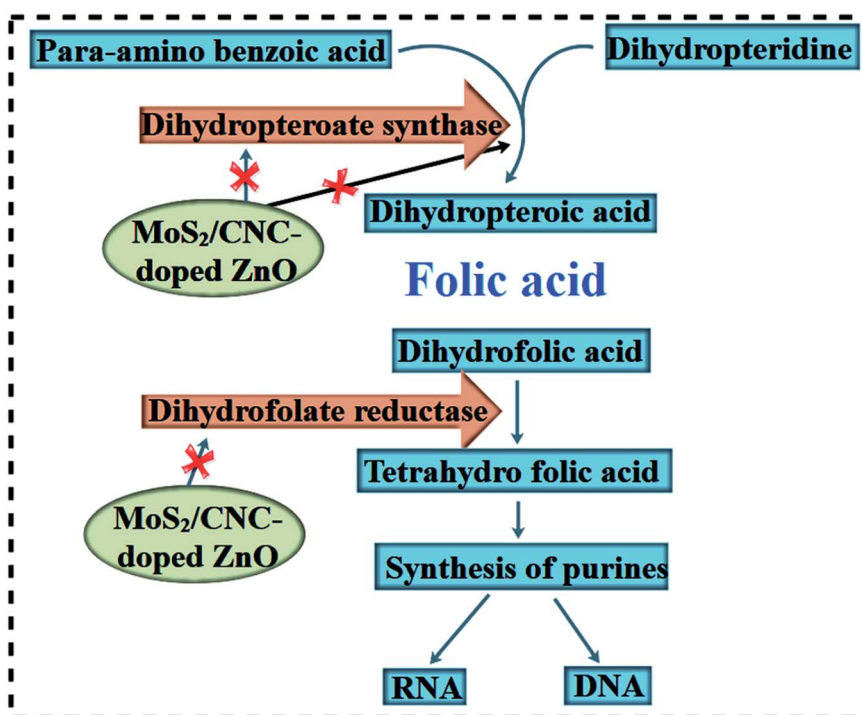 Para-amino benzoic acid
Dihydropteridine
Dihydropteroate synthase
MoS₂/CNC-
doped ZnO
Dihydropteroic acid
Folic acid
Dihydrofolic acid
Dihydrofolate reductase
Tetrahydro folic acid
MoS₂/CNC-
doped ZnO
Synthesis of purines
RNA
DNA